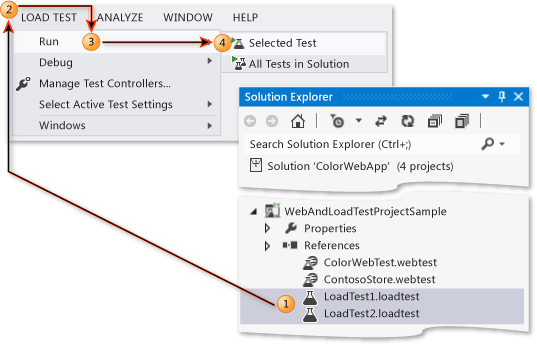 2 LOAD TEST ANALYZE WINDOW HELP
Run 3 4 Selected Test
Debug All Tests in Solution
Manage Test Controllers...
Select Active Test Settings
Windows
Solution Explorer
Search Solution Explorer (Ctrl+;)
Solution 'ColorWebApp' (4 projects)
WebAndLoadTestProjectSample
Properties
References
ColorWebTest.webtest
ContosoStore.webtest
1 LoadTest1.loadtest
LoadTest2.loadtest